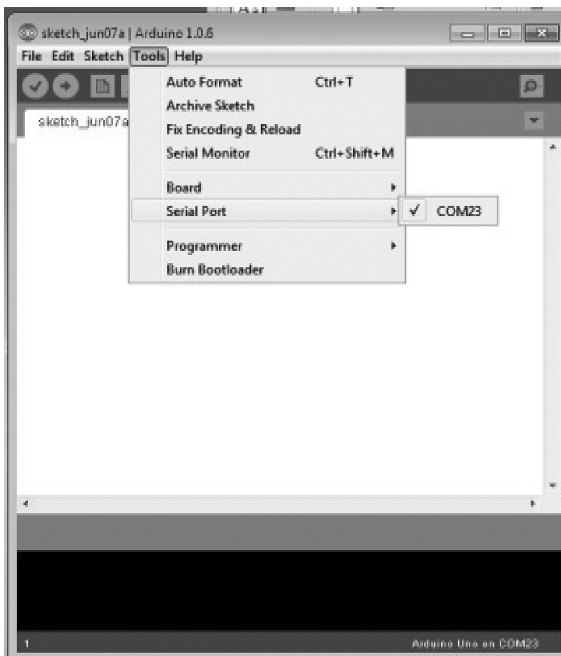 sketch_jun07a | Arduino 1.0.6
File Edit Sketch Tools Help
sketch_jun07a
Auto Format Ctrl+T
Archive Sketch
Fix Encoding & Reload
Serial Monitor Ctrl+Shift+M
Board
Serial Port
COM23
Programmer
Burn Bootloader
1
Arduino Uno on COM23